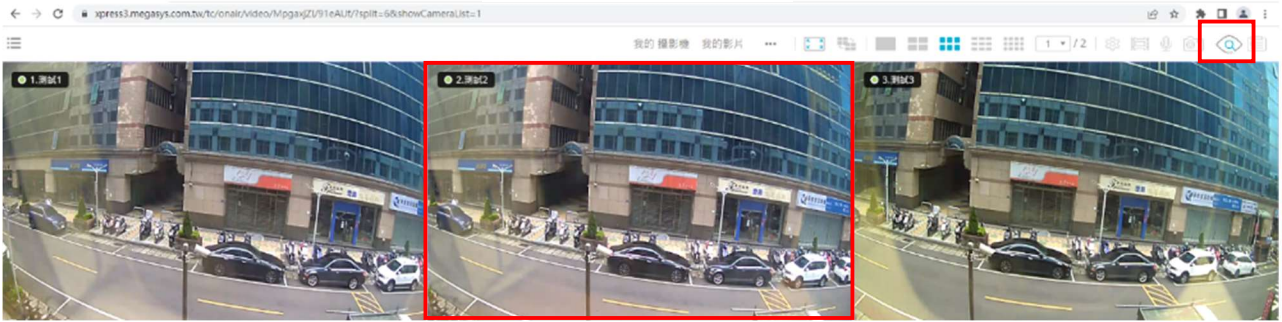 xpress3.megasys.com.tw/tc/onair/video/MpgaxJZI/91eAUf/?split=6&showCameraList=1
我的 攝影機 我的影片 ••• 1 / 2
1.測試1 2.測試2 3.測試3